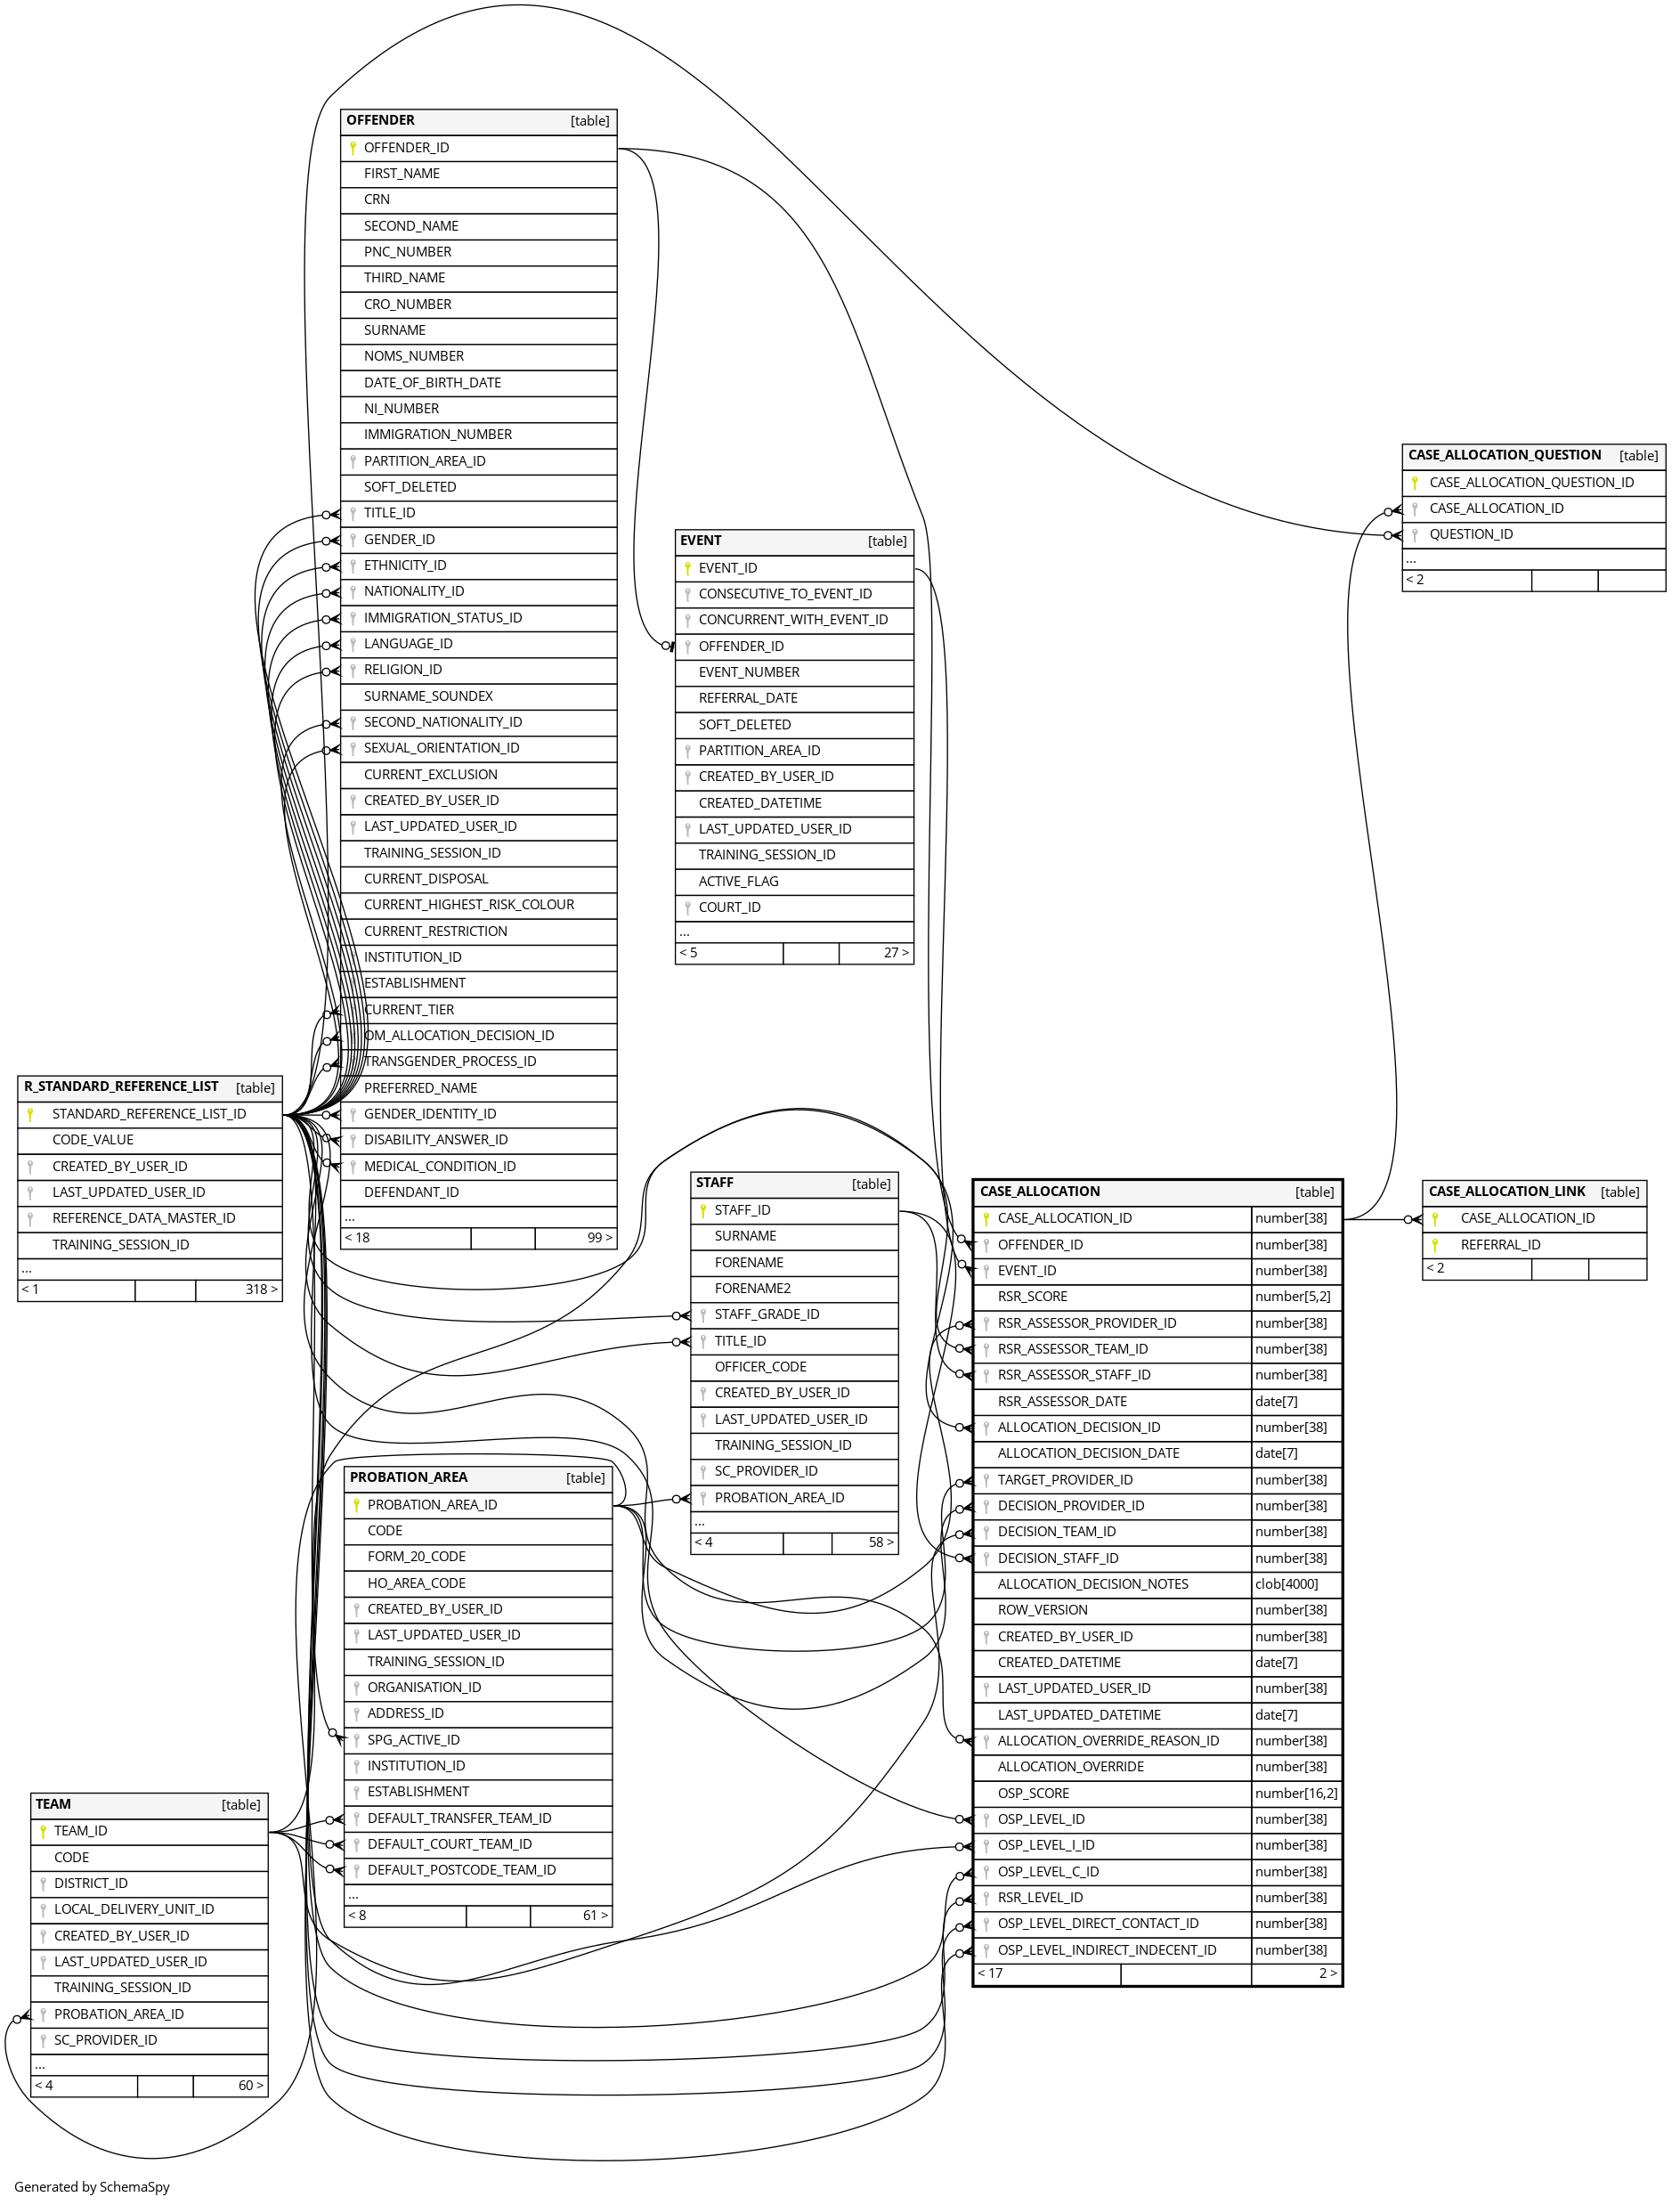 OFFENDER [table]
OFFENDER_ID
FIRST_NAME
CRN
SECOND_NAME
PNC_NUMBER
THIRD_NAME
CRO_NUMBER
SURNAME
NOMS_NUMBER
DATE_OF_BIRTH_DATE
NI_NUMBER
IMMIGRATION_NUMBER
PARTITION_AREA_ID
SOFT_DELETED
TITLE_ID
GENDER_ID
ETHNICITY_ID
NATIONALITY_ID
IMMIGRATION_STATUS_ID
LANGUAGE_ID
RELIGION_ID
SURNAME_SOUNDEX
SECOND_NATIONALITY_ID
SEXUAL_ORIENTATION_ID
CURRENT_EXCLUSION
CREATED_BY_USER_ID
LAST_UPDATED_USER_ID
TRAINING_SESSION_ID
CURRENT_DISPOSAL
CURRENT_HIGHEST_RISK_COLOUR
CURRENT_RESTRICTION
INSTITUTION_ID
ESTABLISHMENT
CURRENT_TIER
OM_ALLOCATION_DECISION_ID
TRANSGENDER_PROCESS_ID
PREFERRED_NAME
GENDER_IDENTITY_ID
DISABILITY_ANSWER_ID
MEDICAL_CONDITION_ID
DEFENDANT_ID
...
< 18 99 >
CASE_ALLOCATION_QUESTION [table]
CASE_ALLOCATION_QUESTION_ID
CASE_ALLOCATION_ID
QUESTION_ID
...
< 2
EVENT [table]
EVENT_ID
CONSECUTIVE_TO_EVENT_ID
CONCURRENT_WITH_EVENT_ID
OFFENDER_ID
EVENT_NUMBER
REFERRAL_DATE
SOFT_DELETED
PARTITION_AREA_ID
CREATED_BY_USER_ID
CREATED_DATETIME
LAST_UPDATED_USER_ID
TRAINING_SESSION_ID
ACTIVE_FLAG
COURT_ID
...
< 5 27 >
R_STANDARD_REFERENCE_LIST [table]
STANDARD_REFERENCE_LIST_ID
CODE_VALUE
CREATED_BY_USER_ID
LAST_UPDATED_USER_ID
REFERENCE_DATA_MASTER_ID
TRAINING_SESSION_ID
...
< 1 318 >
STAFF [table]
STAFF_ID
SURNAME
FORENAME
FORENAME2
STAFF_GRADE_ID
TITLE_ID
OFFICER_CODE
CREATED_BY_USER_ID
LAST_UPDATED_USER_ID
TRAINING_SESSION_ID
SC_PROVIDER_ID
PROBATION_AREA_ID
...
< 4 58 >
CASE_ALLOCATION [table]
CASE_ALLOCATION_ID number[38]
OFFENDER_ID number[38]
EVENT_ID number[38]
RSR_SCORE number[5,2]
RSR_ASSESSOR_PROVIDER_ID number[38]
RSR_ASSESSOR_TEAM_ID number[38]
RSR_ASSESSOR_STAFF_ID number[38]
RSR_ASSESSOR_DATE date[7]
ALLOCATION_DECISION_ID number[38]
ALLOCATION_DECISION_DATE date[7]
TARGET_PROVIDER_ID number[38]
DECISION_PROVIDER_ID number[38]
DECISION_TEAM_ID number[38]
DECISION_STAFF_ID number[38]
ALLOCATION_DECISION_NOTES clob[4000]
ROW_VERSION number[38]
CREATED_BY_USER_ID number[38]
CREATED_DATETIME date[7]
LAST_UPDATED_USER_ID number[38]
LAST_UPDATED_DATETIME date[7]
ALLOCATION_OVERRIDE_REASON_ID number[38]
ALLOCATION_OVERRIDE number[38]
OSP_SCORE number[16,2]
OSP_LEVEL_ID number[38]
OSP_LEVEL_I_ID number[38]
OSP_LEVEL_C_ID number[38]
RSR_LEVEL_ID number[38]
OSP_LEVEL_DIRECT_CONTACT_ID number[38]
OSP_LEVEL_INDIRECT_INDECENT_ID number[38]
< 17 2 >
CASE_ALLOCATION_LINK [table]
CASE_ALLOCATION_ID
REFERRAL_ID
< 2
PROBATION_AREA [table]
PROBATION_AREA_ID
CODE
FORM_20_CODE
HO_AREA_CODE
CREATED_BY_USER_ID
LAST_UPDATED_USER_ID
TRAINING_SESSION_ID
ORGANISATION_ID
ADDRESS_ID
SPG_ACTIVE_ID
INSTITUTION_ID
ESTABLISHMENT
DEFAULT_TRANSFER_TEAM_ID
DEFAULT_COURT_TEAM_ID
DEFAULT_POSTCODE_TEAM_ID
...
< 8 61 >
TEAM [table]
TEAM_ID
CODE
DISTRICT_ID
LOCAL_DELIVERY_UNIT_ID
CREATED_BY_USER_ID
LAST_UPDATED_USER_ID
TRAINING_SESSION_ID
PROBATION_AREA_ID
SC_PROVIDER_ID
...
< 4 60 >
Generated by SchemaSpy